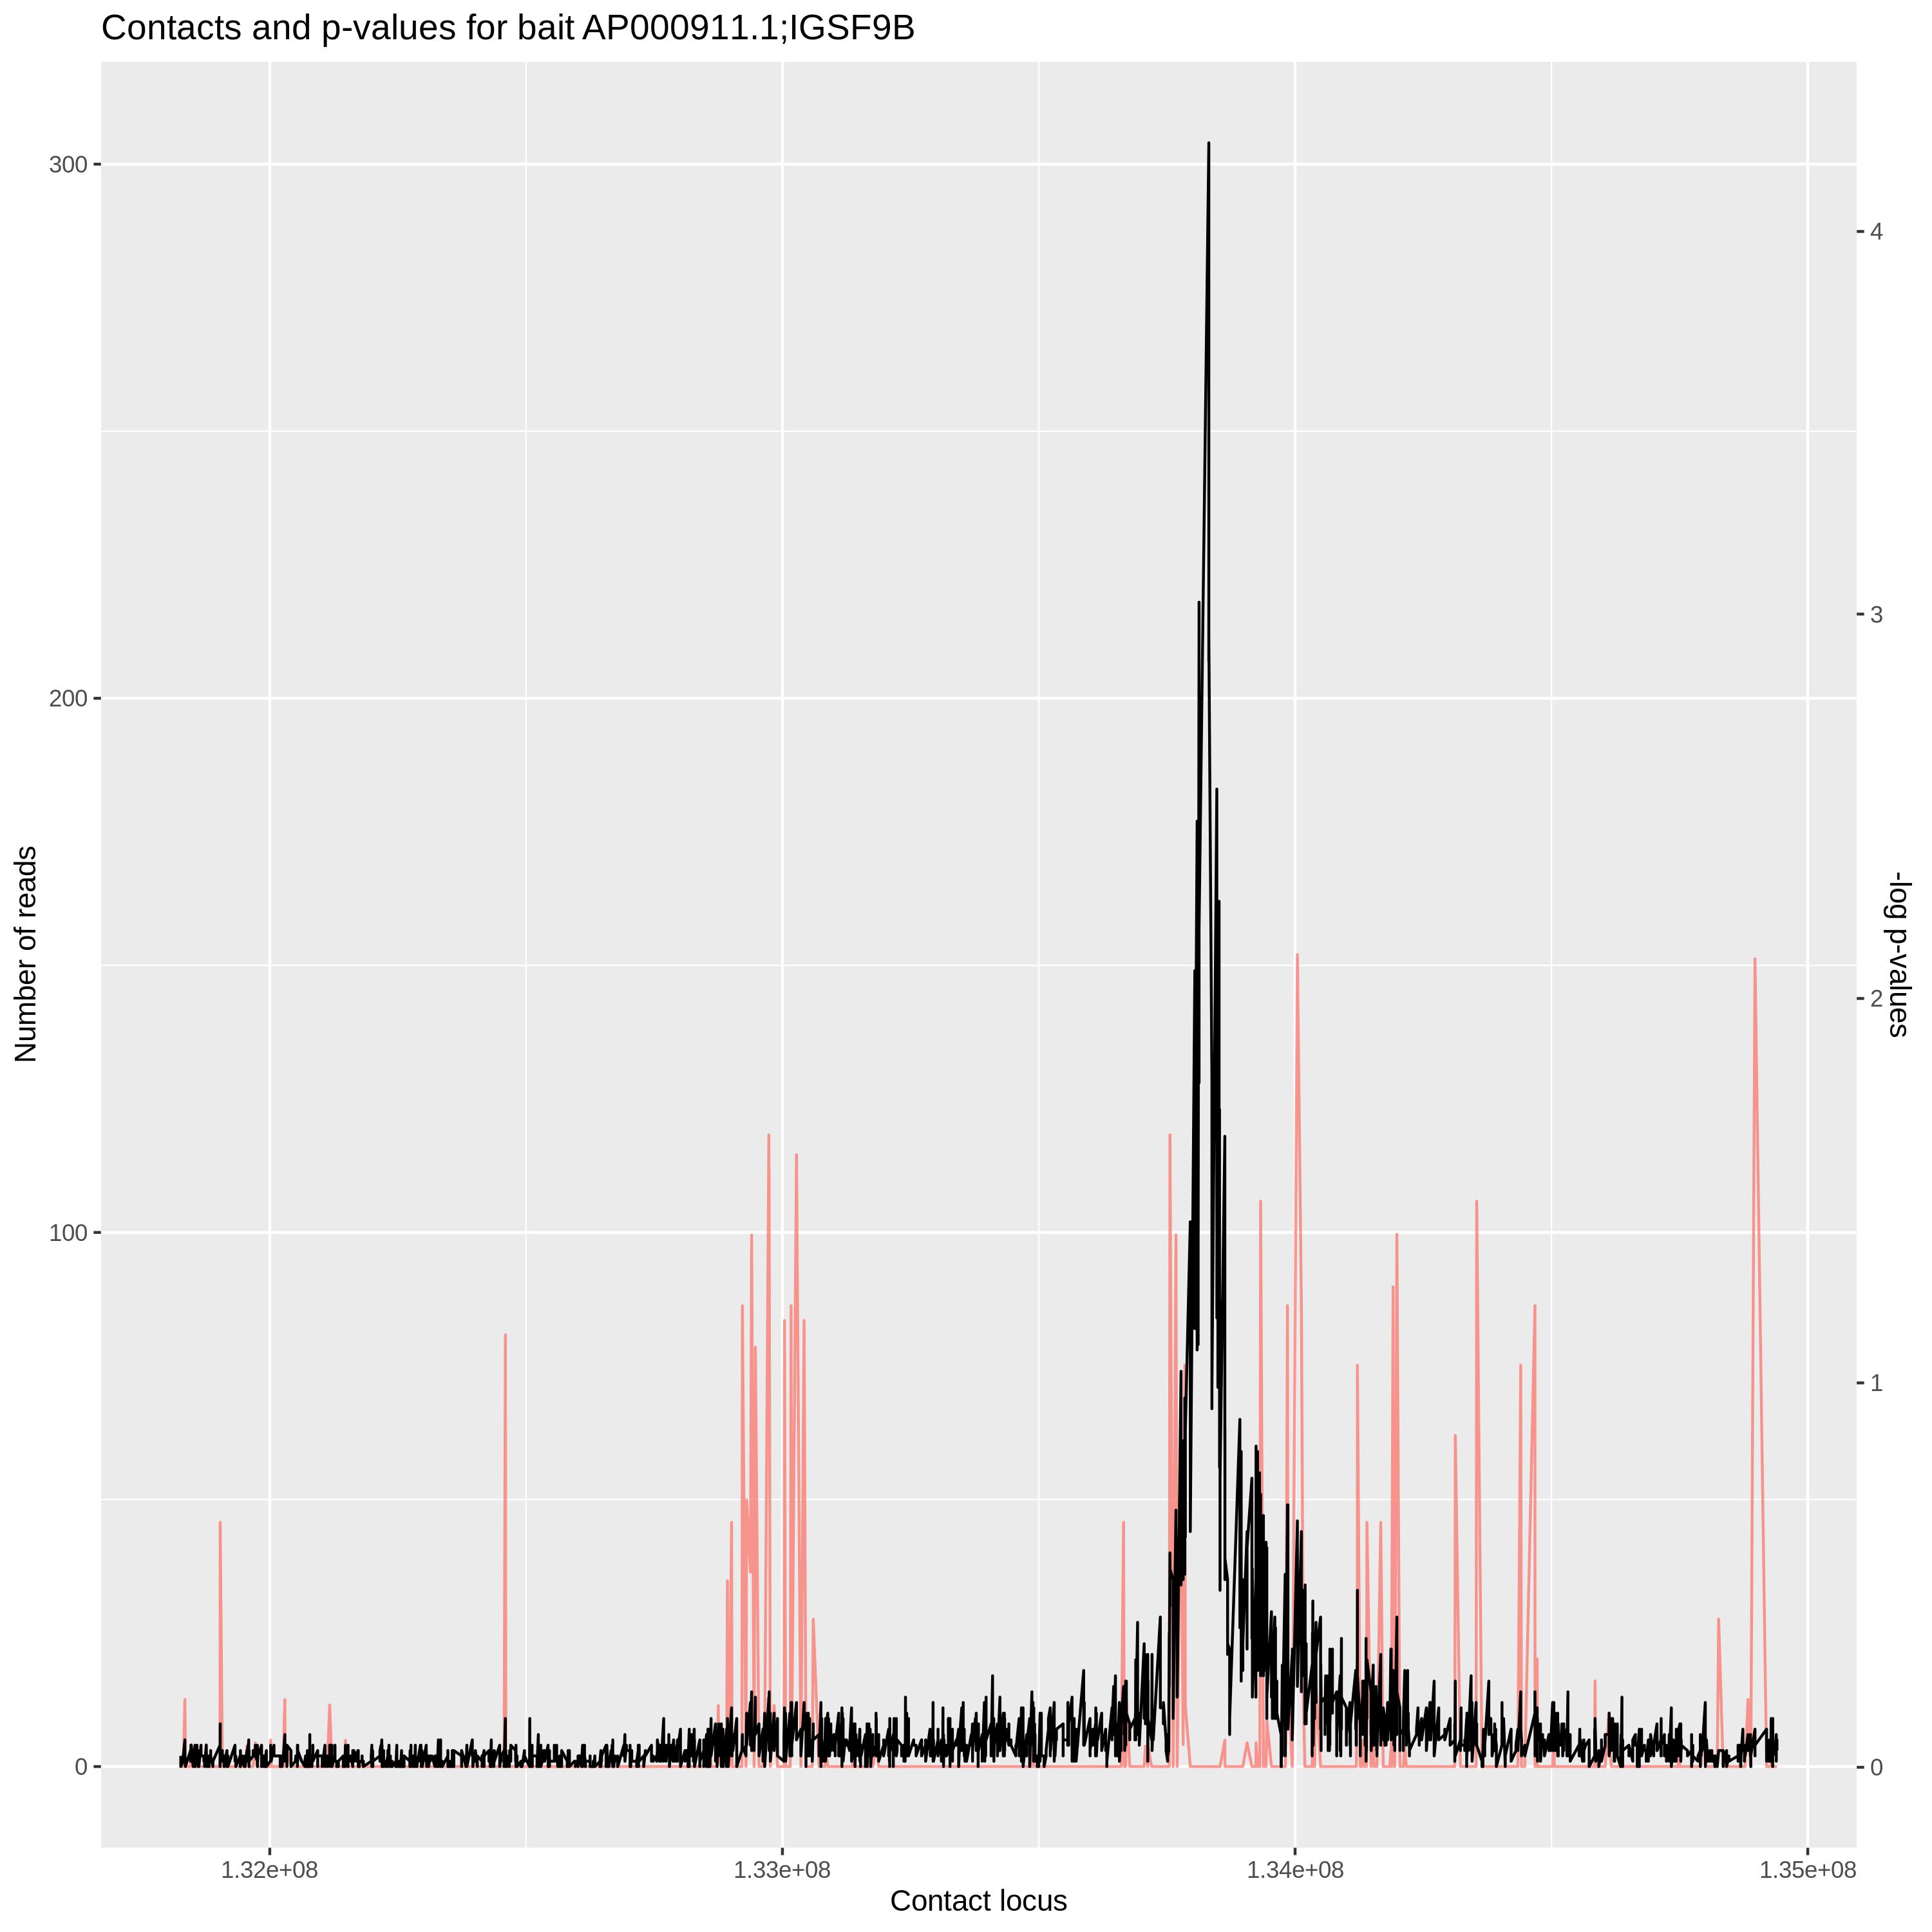 Contacts and p-values for bait AP000911.1;IGSF9B
300
200
100
0
Number of reads
4
3
2
1
0
-log p-values
1.32e+08
1.33e+08
1.34e+08
1.35e+08
Contact locus